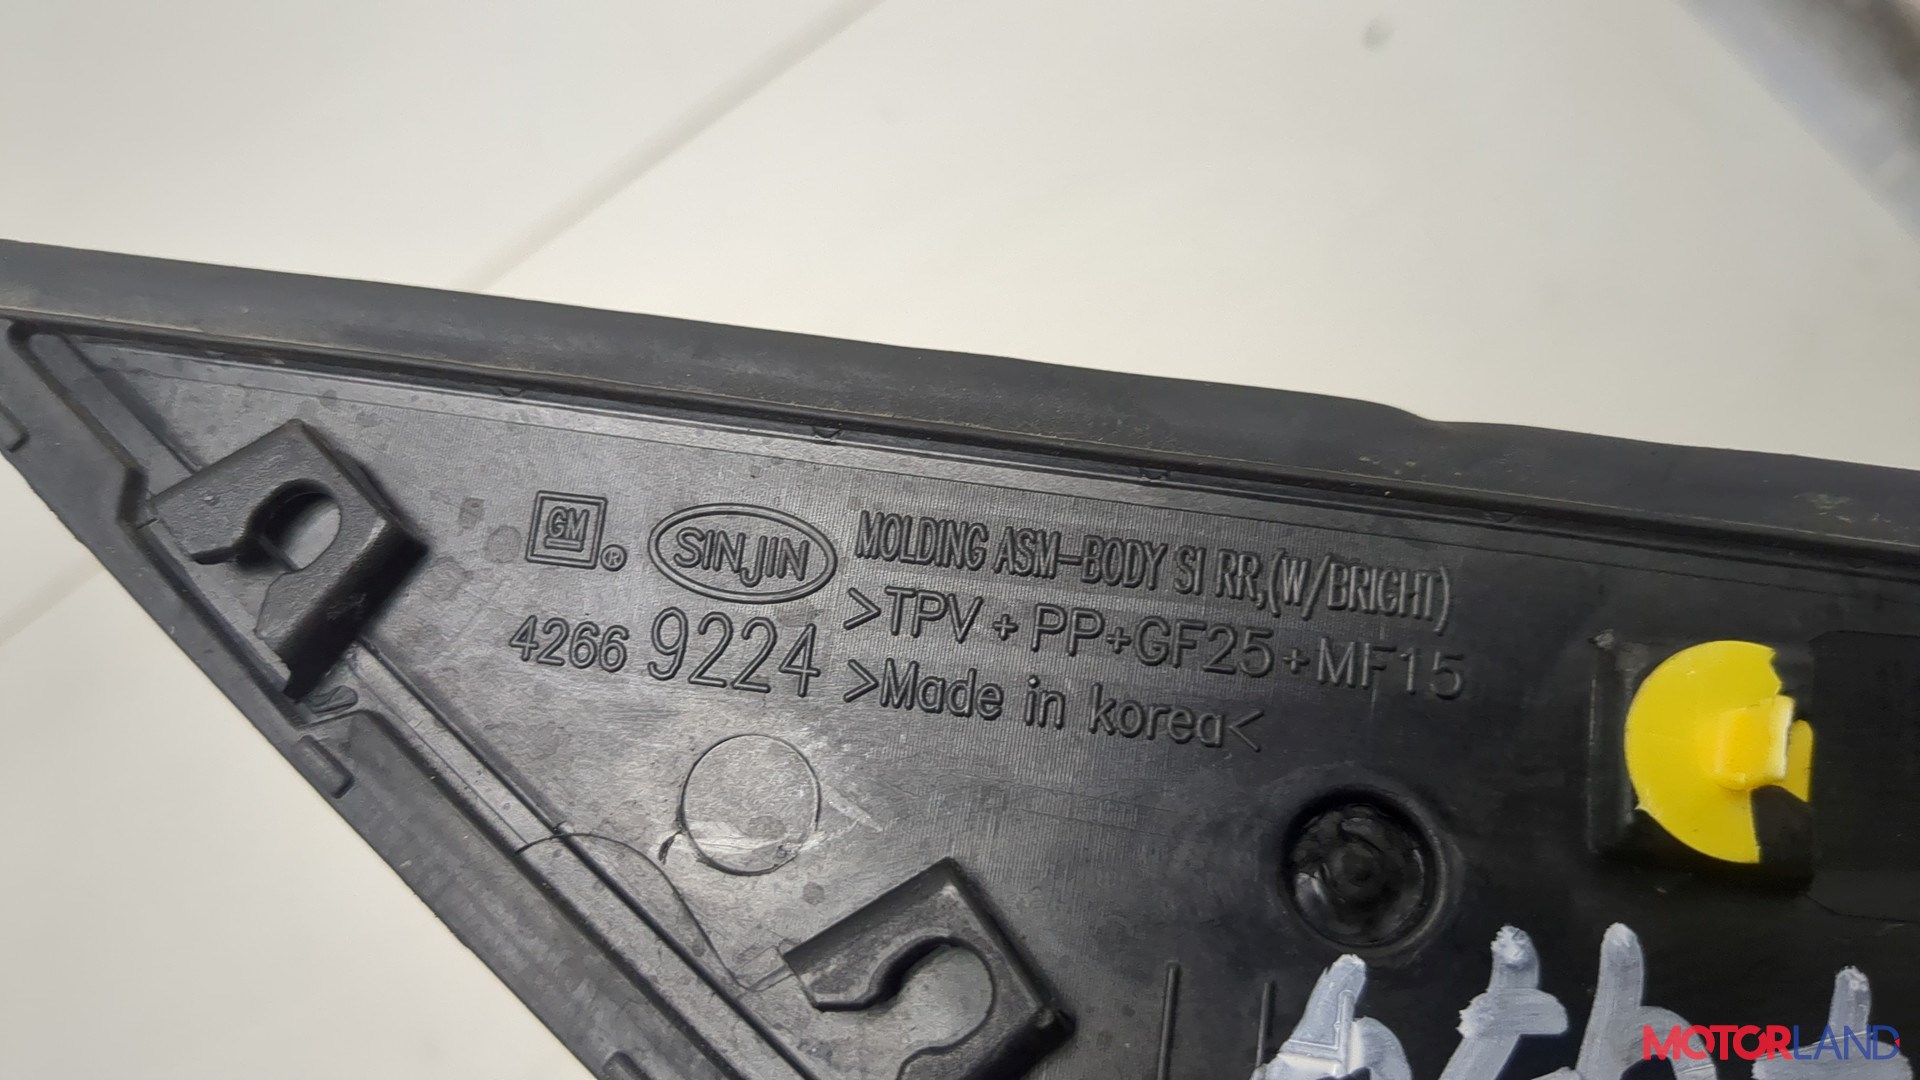 GM ® SINJIN MOLDING ASM-BODY SI RR,(W/BRIGHT)
4266 9224 >TPV + PP+GF25+MF15
>Made in korea<
MOTORLAND